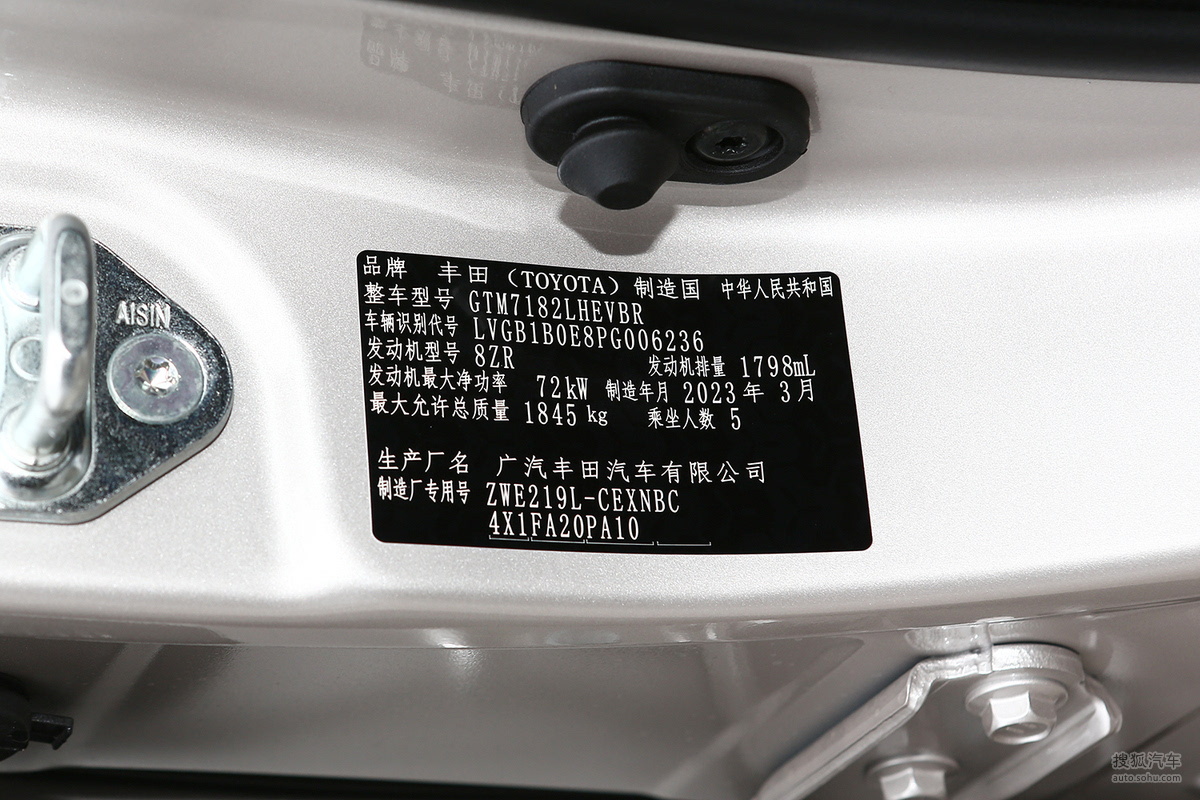 AISIN
品牌 丰田（TOYOTA）制造国 中华人民共和国
整车型号 GTM7182LHEVBR
车辆识别代号 LVGB1B0E8PG006236
发动机型号 8ZR 发动机排量 1798mL
发动机最大净功率 72kW 制造年月 2023年 3月
最大允许总质量 1845 kg 乘坐人数 5
生产厂名 广汽丰田汽车有限公司
制造厂专用号 ZWE219L-CEXNBC
4X1FA20PA10
搜狐汽车
auto.sohu.com